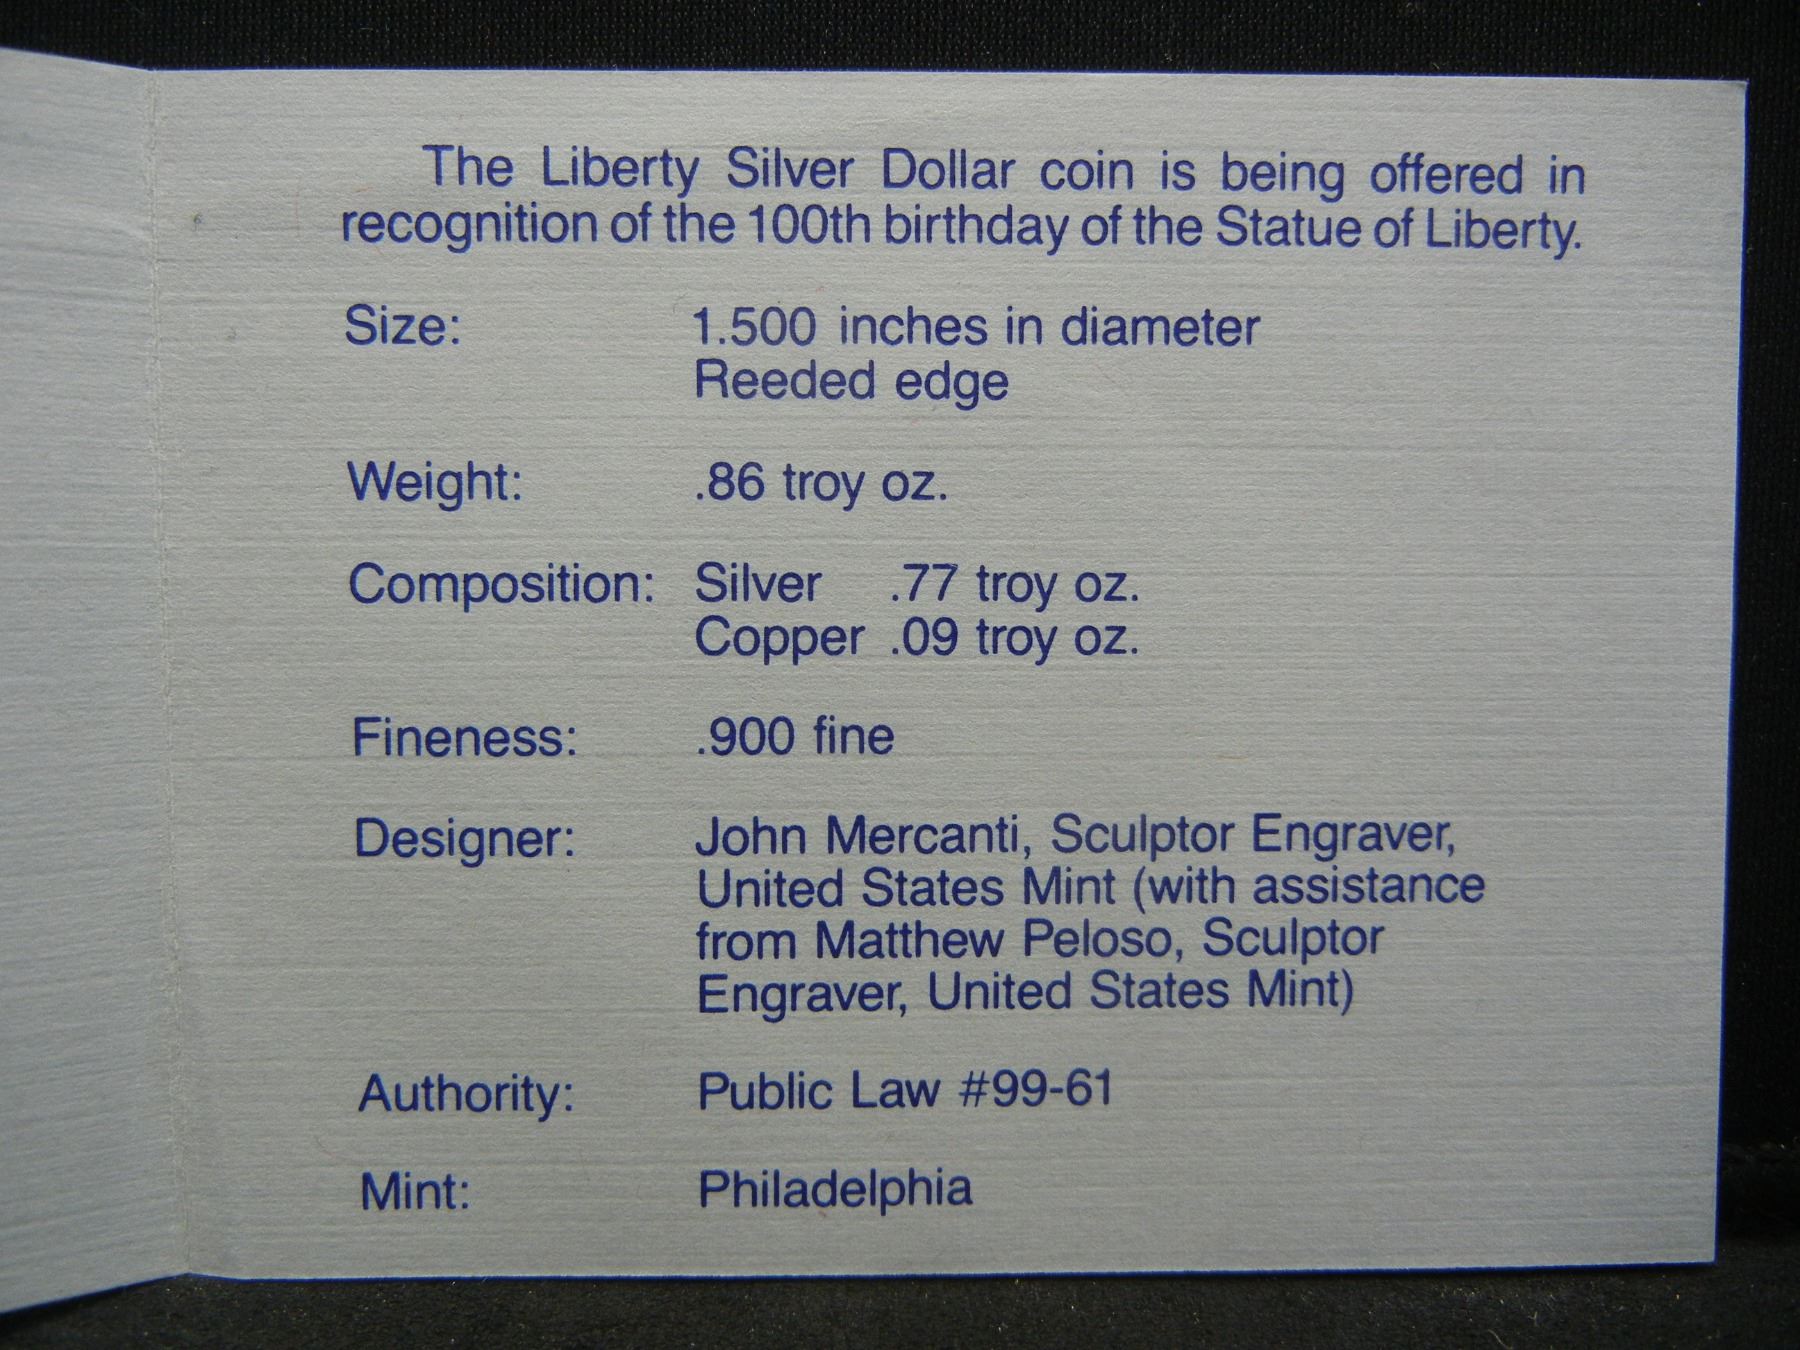 The Liberty Silver Dollar coin is being offered in
recognition of the 100th birthday of the Statue of Liberty.
Size: 1.500 inches in diameter
Reeded edge
Weight: .86 troy oz.
Composition: Silver .77 troy oz.
Copper .09 troy oz.
Fineness: .900 fine
Designer: John Mercanti, Sculptor Engraver,
United States Mint (with assistance
from Matthew Peloso, Sculptor
Engraver, United States Mint)
Authority: Public Law #99-61
Mint: Philadelphia